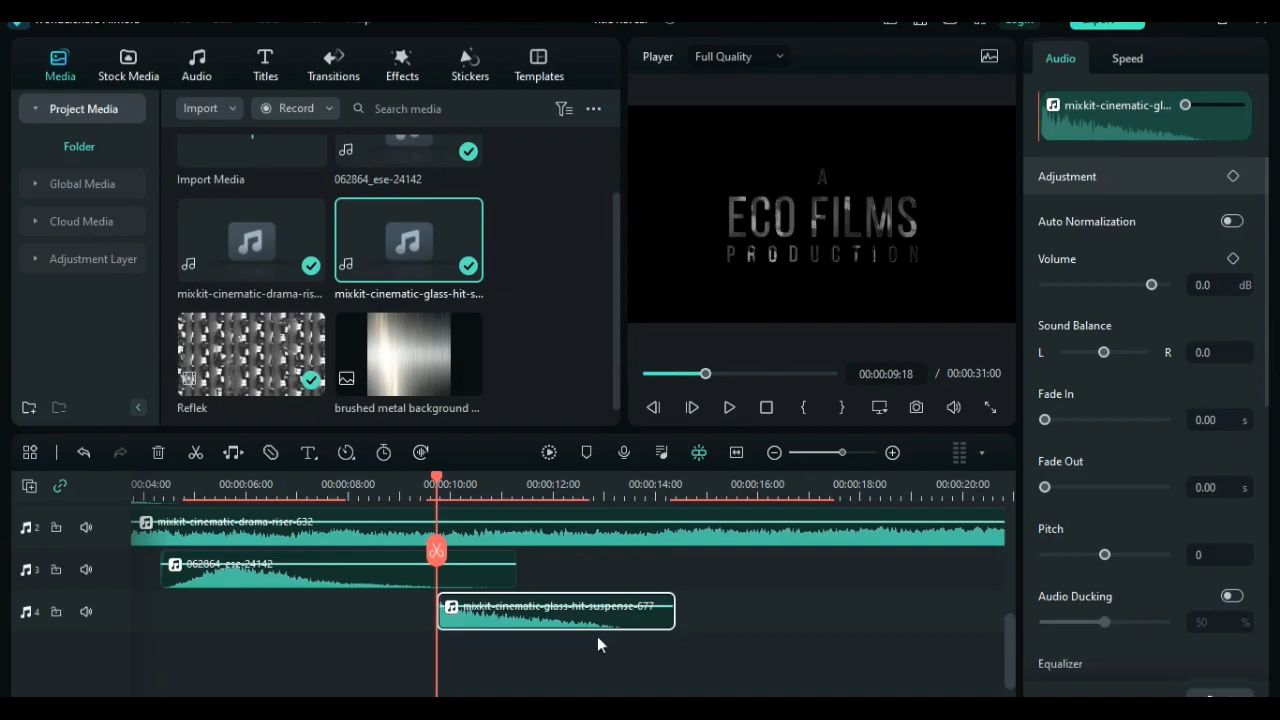 Media
Stock Media
Audio
Titles
Transitions
Effects
Stickers
Templates
Project Media
Folder
Global Media
Cloud Media
Adjustment Layer
Import
Record
Search media
Import Media
062864_ese-24142
mixkit-cinematic-drama-ris...
mixkit-cinematic-glass-hit-s...
Reflek
brushed metal background ...
Player
Full Quality
A
ECO FILMS
PRODUCTION
00:00:09:18 / 00:00:31:00
Audio
Speed
mixkit-cinematic-gl...
Adjustment
Auto Normalization
Volume
0.0 dB
Sound Balance
L R 0.0
Fade In
0.00 s
Fade Out
0.00 s
Pitch
0
Audio Ducking
50 %
Equalizer
00:04:00 00:00:06:00 00:00:08:00 00:00:10:00 00:00:12:00 00:00:14:00 00:00:16:00 00:00:18:00 00:00:20:00
2
mixkit-cinematic-drama-riser-632
3
062864_ese-24142
4
mixkit-cinematic-glass-hit-suspense-677